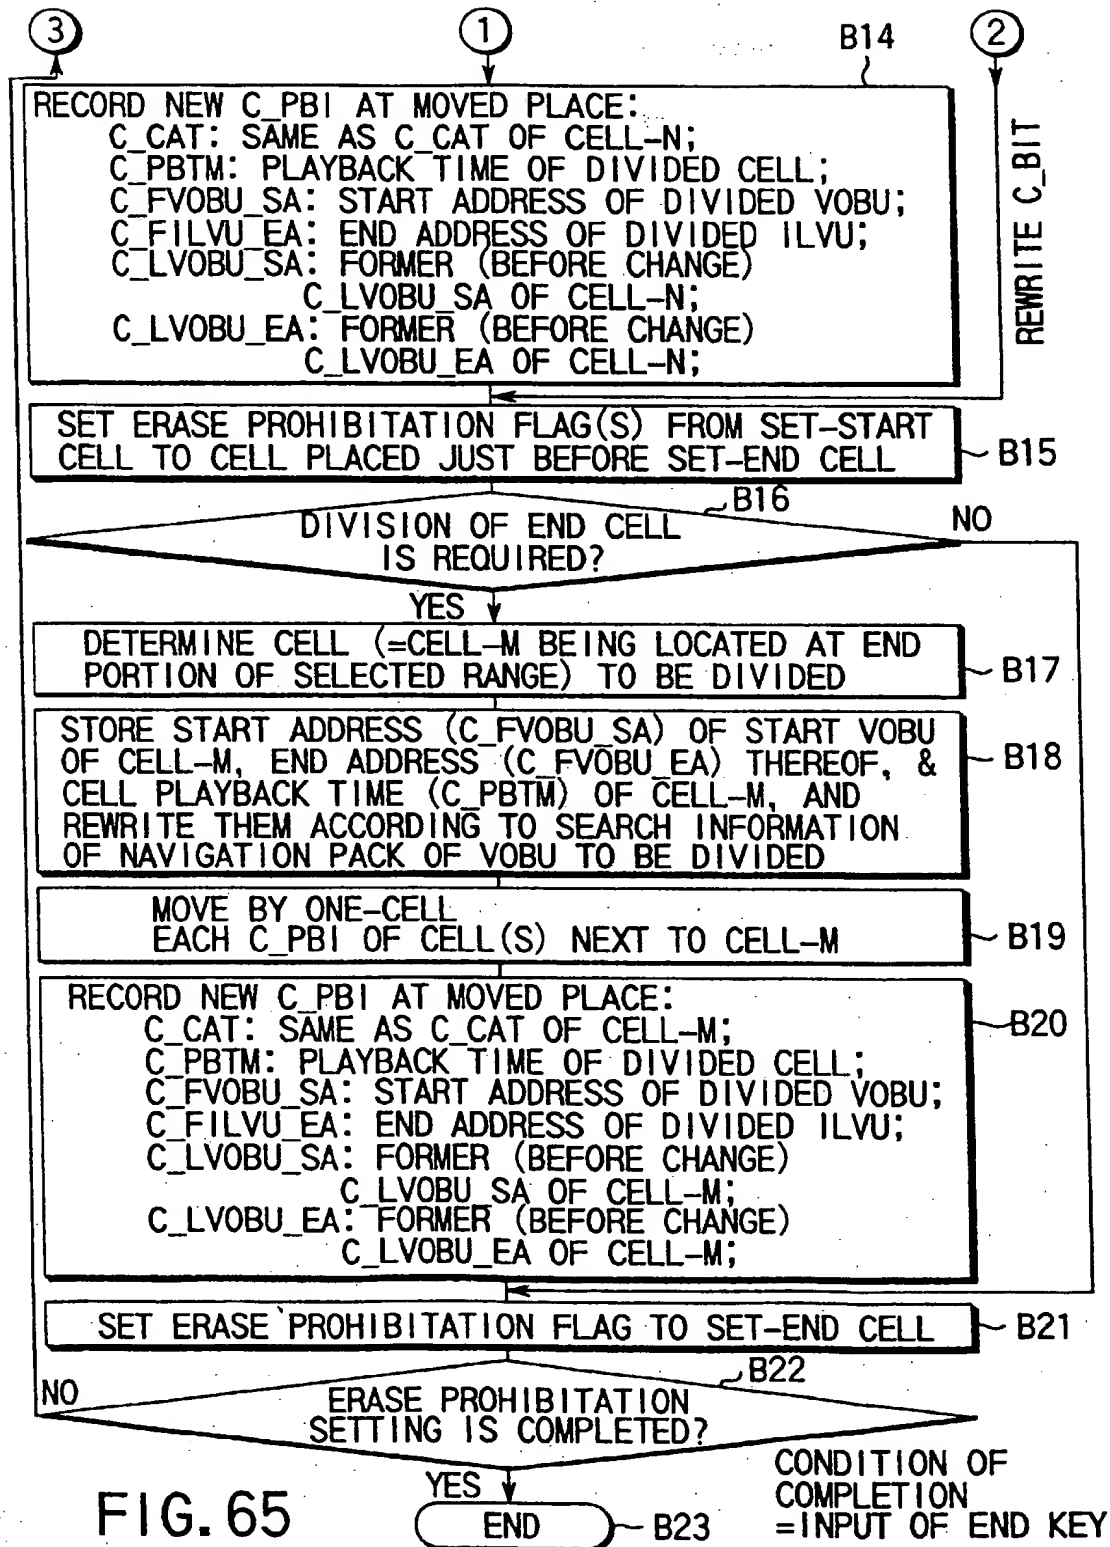 3
1
2
B14
RECORD NEW C_PBI AT MOVED PLACE:
C_CAT: SAME AS C_CAT OF CELL-N;
C_PBTM: PLAYBACK TIME OF DIVIDED CELL;
C_FVOBU_SA: START ADDRESS OF DIVIDED VOBU;
C_FILVU_EA: END ADDRESS OF DIVIDED ILVU;
C_LVOBU_SA: FORMER (BEFORE CHANGE)
C_LVOBU_SA OF CELL-N;
C_LVOBU_EA: FORMER (BEFORE CHANGE)
C_LVOBU_EA OF CELL-N;
REWRITE C_BIT
SET ERASE PROHIBITATION FLAG(S) FROM SET-START
CELL TO CELL PLACED JUST BEFORE SET-END CELL
B15
B16
DIVISION OF END CELL
IS REQUIRED?
NO
YES
DETERMINE CELL (=CELL-M BEING LOCATED AT END
PORTION OF SELECTED RANGE) TO BE DIVIDED
B17
STORE START ADDRESS (C_FVOBU_SA) OF START VOBU
OF CELL-M, END ADDRESS (C_FVOBU_EA) THEREOF, &
CELL PLAYBACK TIME (C_PBTM) OF CELL-M, AND
REWRITE THEM ACCORDING TO SEARCH INFORMATION
OF NAVIGATION PACK OF VOBU TO BE DIVIDED
B18
MOVE BY ONE-CELL
EACH C_PBI OF CELL(S) NEXT TO CELL-M
B19
RECORD NEW C_PBI AT MOVED PLACE:
C_CAT: SAME AS C_CAT OF CELL-M;
C_PBTM: PLAYBACK TIME OF DIVIDED CELL;
C_FVOBU_SA: START ADDRESS OF DIVIDED VOBU;
C_FILVU_EA: END ADDRESS OF DIVIDED ILVU;
C_LVOBU_SA: FORMER (BEFORE CHANGE)
C_LVOBU_SA OF CELL-M;
C_LVOBU_EA: FORMER (BEFORE CHANGE)
C_LVOBU_EA OF CELL-M;
B20
SET ERASE PROHIBITATION FLAG TO SET-END CELL
B21
B22
NO
ERASE PROHIBITATION
SETTING IS COMPLETED?
YES
END
B23
CONDITION OF
COMPLETION
=INPUT OF END KEY
FIG. 65